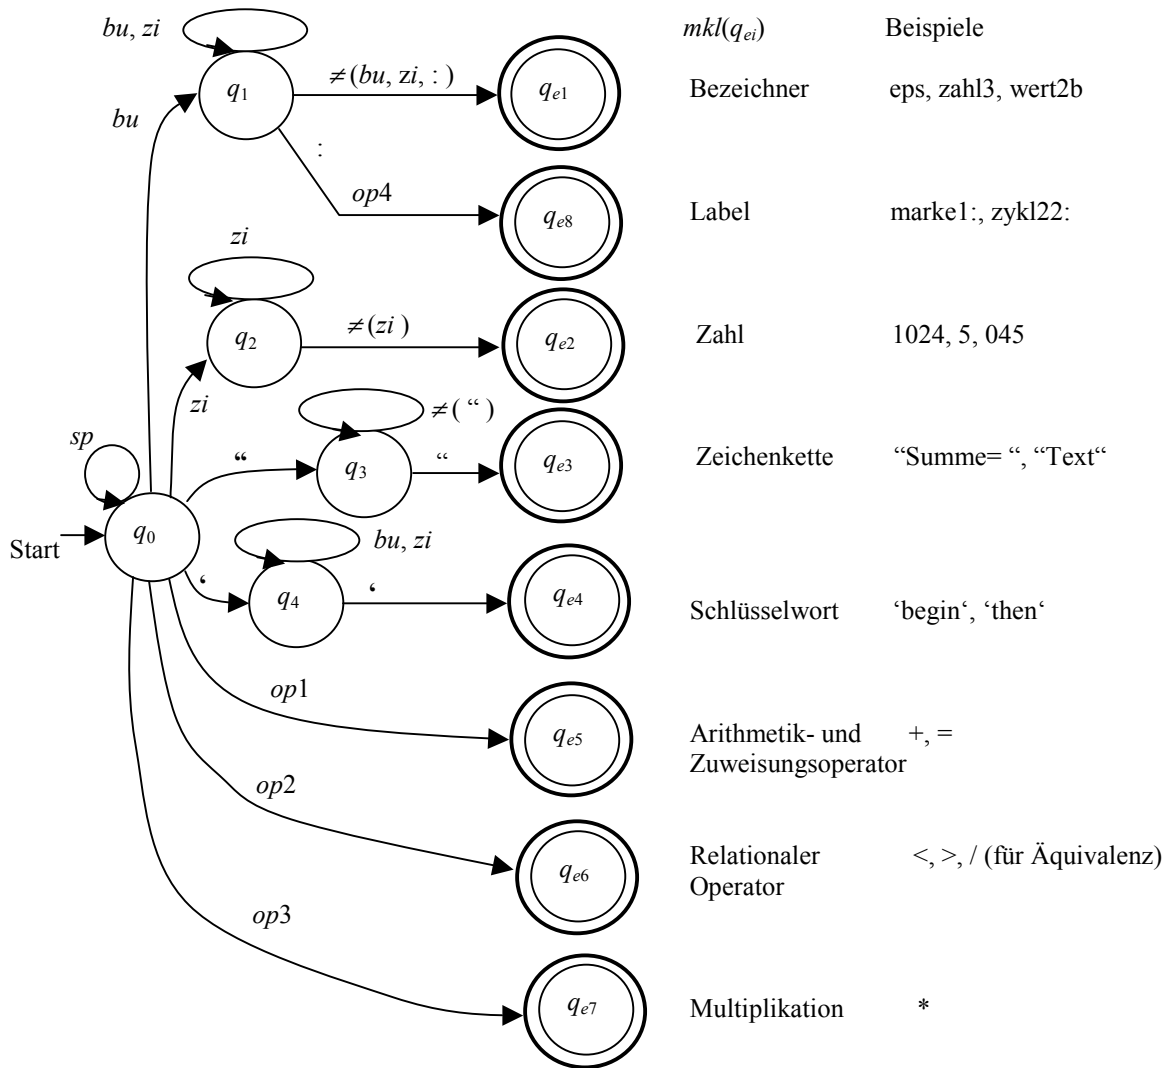 mkl(qei) Beispiele
bu, zi
q1 ≠(bu, zi, : ) qe1 Bezeichner eps, zahl3, wert2b
bu
:
op4 qe8 Label marke1:, zykl22:
zi
q2 ≠(zi ) qe2 Zahl 1024, 5, 045
zi
≠( “ )
“ q3 “ qe3 Zeichenkette “Summe= “, “Text“
sp
Start q0
bu, zi
‘ q4 ‘ qe4 Schlüsselwort ‘begin‘, ‘then‘
op1 qe5 Arithmetik- und +, =
Zuweisungsoperator
op2 qe6 Relationaler <, >, / (für Äquivalenz)
Operator
op3 qe7 Multiplikation *